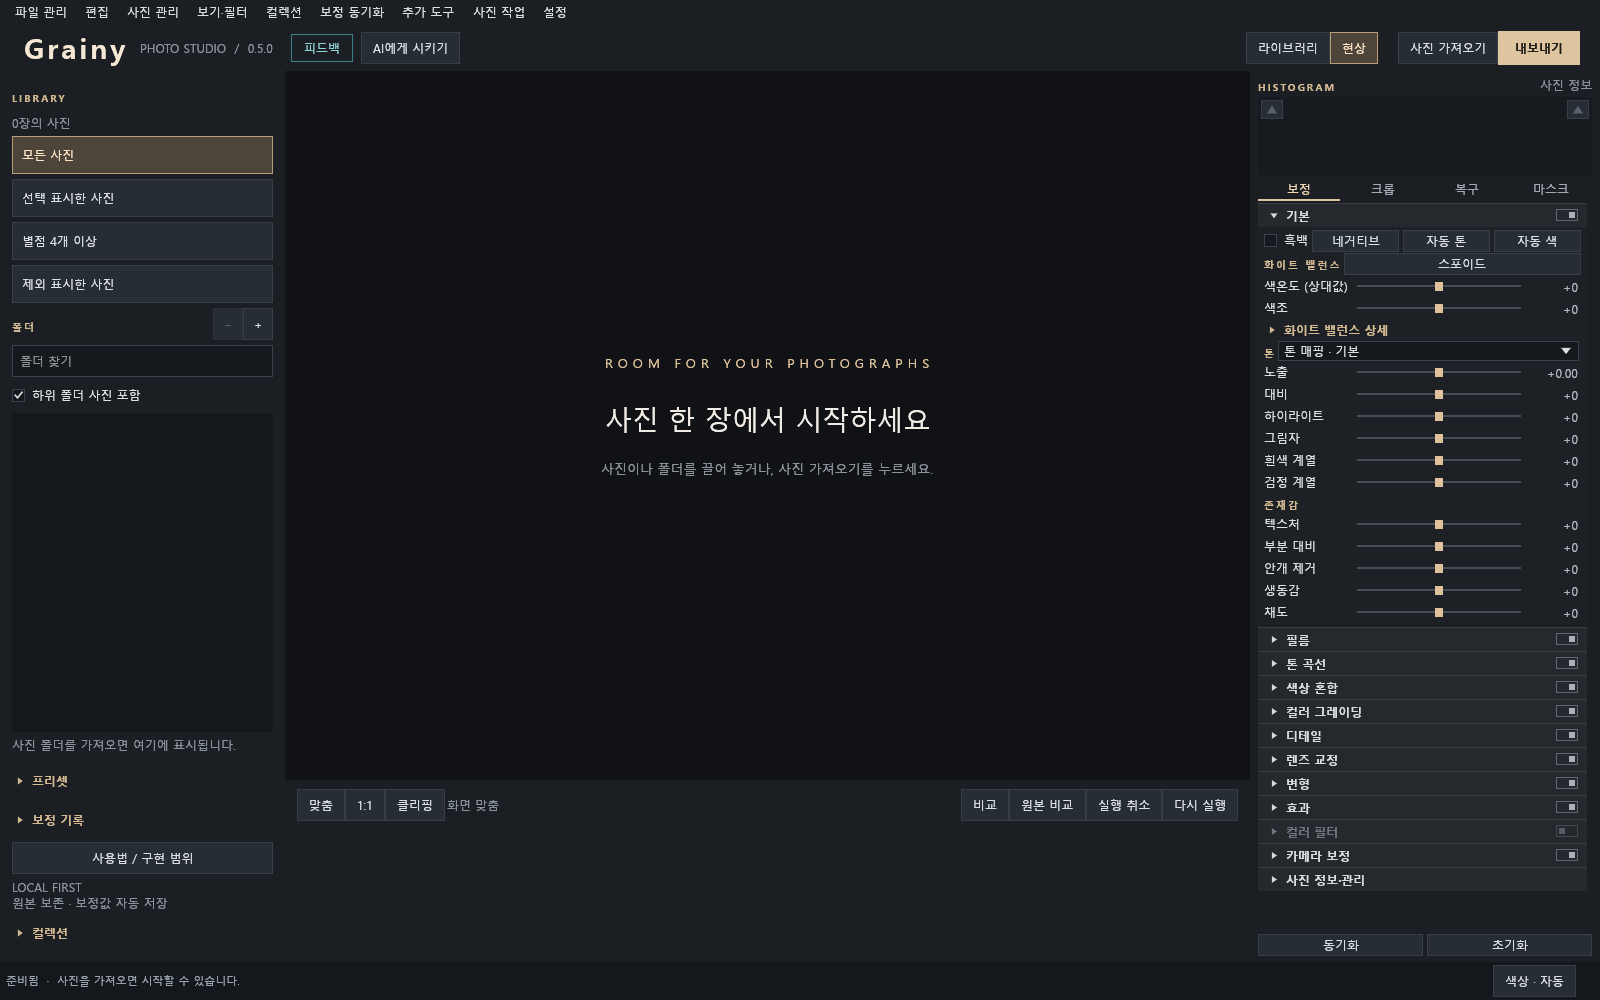 파일 관리 편집 사진 관리 보기·필터 컬렉션 보정 동기화 추가 도구 사진 작업 설정
Grainy PHOTO STUDIO / 0.5.0 피드백 AI에게 시키기 라이브러리 현상 사진 가져오기 내보내기
LIBRARY
0장의 사진
모든 사진
선택 표시한 사진
별점 4개 이상
제외 표시한 사진
폴더 − +
폴더 찾기
하위 폴더 사진 포함
사진 폴더를 가져오면 여기에 표시됩니다.
프리셋
보정 기록
사용법 / 구현 범위
LOCAL FIRST
원본 보존 · 보정값 자동 저장
컬렉션
ROOM FOR YOUR PHOTOGRAPHS
사진 한 장에서 시작하세요
사진이나 폴더를 끌어 놓거나, 사진 가져오기를 누르세요.
맞춤 1:1 클리핑 화면 맞춤 비교 원본 비교 실행 취소 다시 실행
HISTOGRAM 사진 정보
보정 크롭 복구 마스크
기본
흑백 네거티브 자동 톤 자동 색
화이트 밸런스 스포이드
색온도 (상대값) +0
색조 +0
화이트 밸런스 상세
톤 톤 매핑 · 기본
노출 +0.00
대비 +0
하이라이트 +0
그림자 +0
흰색 계열 +0
검정 계열 +0
존재감
텍스처 +0
부분 대비 +0
안개 제거 +0
생동감 +0
채도 +0
필름
톤 곡선
색상 혼합
컬러 그레이딩
디테일
렌즈 교정
변형
효과
컬러 필터
카메라 보정
사진 정보·관리
동기화 초기화
준비됨 · 사진을 가져오면 시작할 수 있습니다. 색상 · 자동